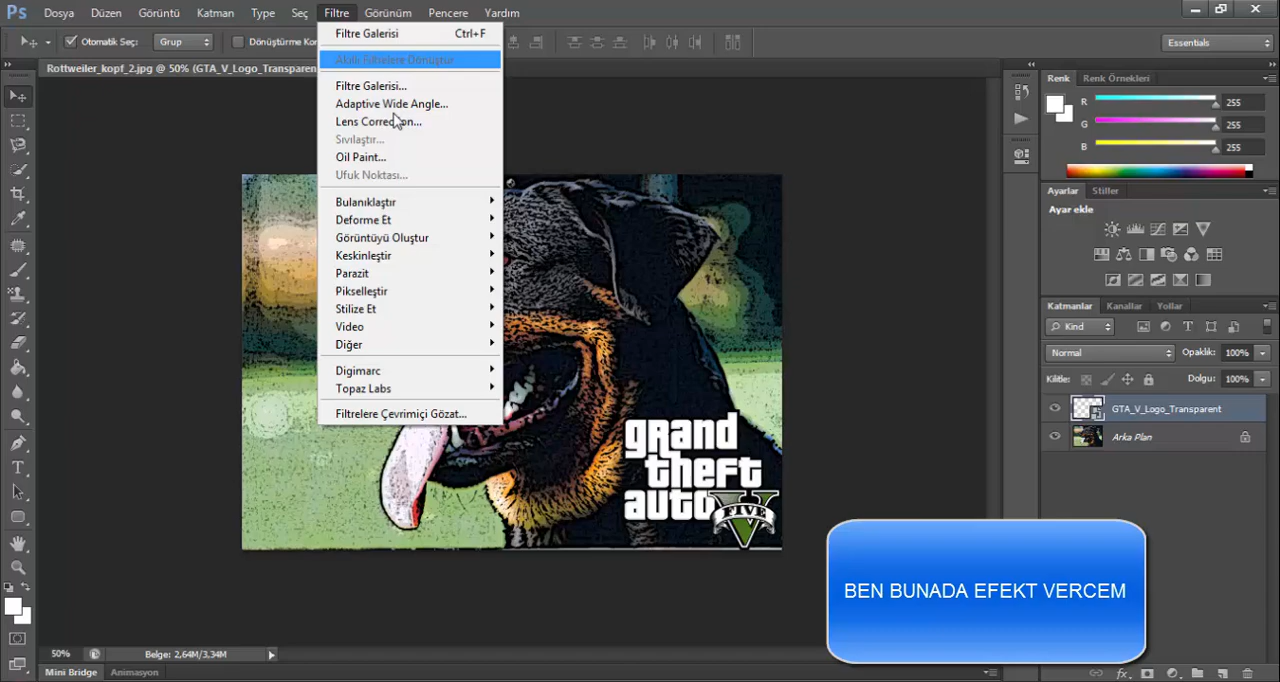 Ps Dosya Düzen Görüntü Katman Type Seç Filtre Görünüm Pencere Yardım
Otomatik Seç: Grup Dönüştürme Ko Essentials
Rottweiler_kopf_2.jpg @ 50% (GTA_V_Logo_Transparen
Filtre Galerisi Ctrl+F
Akıllı Filtrelere Dönüştür
Filtre Galerisi...
Adaptive Wide Angle...
Lens Correction...
Sıvılaştır...
Oil Paint...
Ufuk Noktası...
Bulanıklaştır
Deforme Et
Görüntüyü Oluştur
Keskinleştir
Parazit
Pikselleştir
Stilize Et
Video
Diğer
Digimarc
Topaz Labs
Filtrelere Çevrimiçi Gözat...
grand
theft
auto
FIVE
Renk Renk Örnekleri
R 255
G 255
B 255
Ayarlar Stiller
Ayar ekle
Katmanlar Kanallar Yollar
Kind
Normal Opaklık: 100%
Kilitle: Dolgu: 100%
GTA_V_Logo_Transparent
Arka Plan
BEN BUNADA EFEKT VERCEM
50% Belge: 2,64M/3,34M
Mini Bridge Animasyon